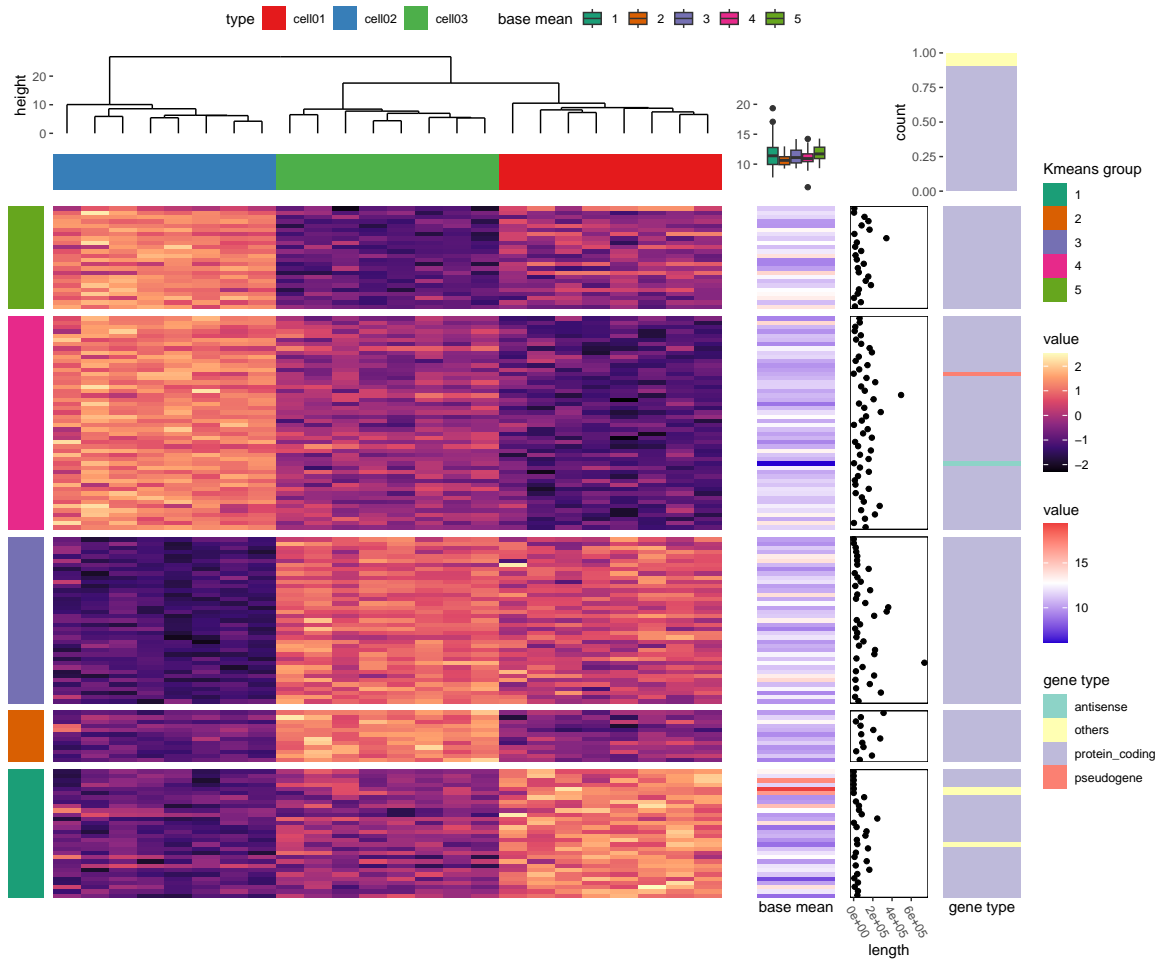 type cell01 cell02 cell03 base mean 1 2 3 4 5
height
20
10
0
20
15
10
count
1.00
0.75
0.50
0.25
0.00
Kmeans group
1
2
3
4
5
value
2
1
0
−1
−2
value
15
10
gene type
antisense
others
protein_coding
pseudogene
base mean
0e+00
2e+05
4e+05
6e+05
length
gene type